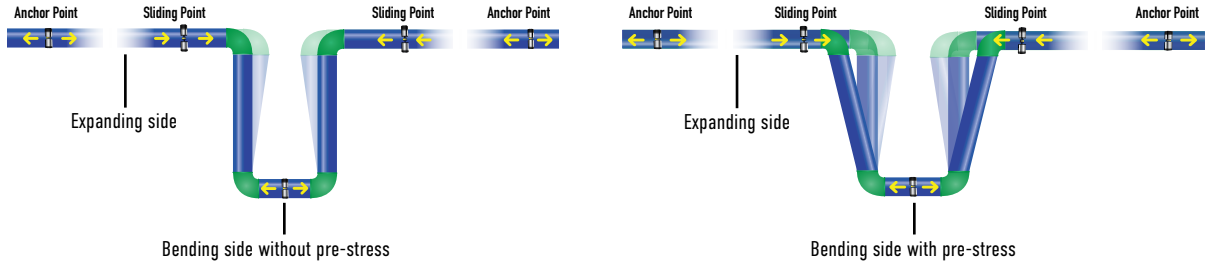 Anchor Point
Sliding Point
Sliding Point
Anchor Point
Expanding side
Bending side without pre-stress
Anchor Point
Sliding Point
Sliding Point
Anchor Point
Expanding side
Bending side with pre-stress